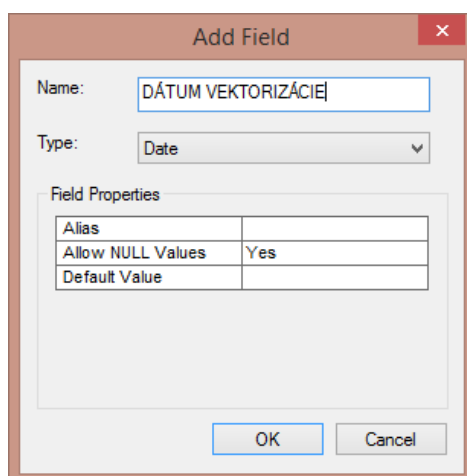 Add Field
Name: DÁTUM VEKTORIZÁCIE
Type: Date
Field Properties
Alias
Allow NULL Values Yes
Default Value
OK Cancel